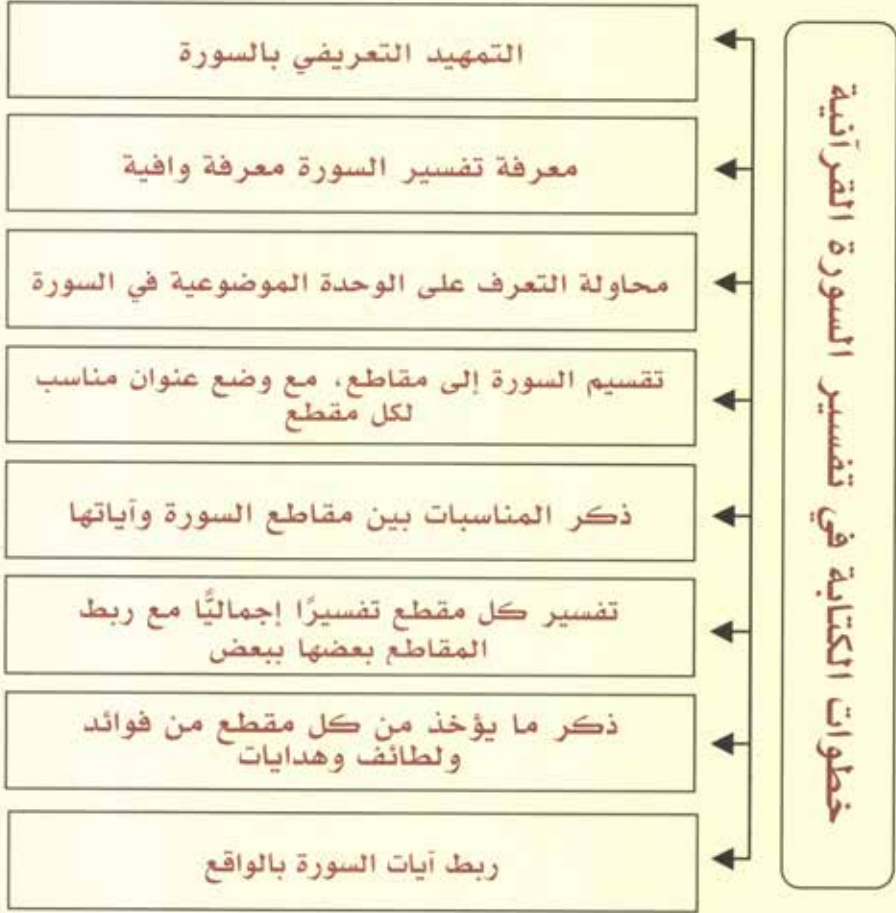 خطوات الكتابة في تفسير السورة القرآنية
التمهيد التعريفي بالسورة
معرفة تفسير السورة معرفة وافية
محاولة التعرف على الوحدة الموضوعية في السورة
تقسيم السورة إلى مقاطع، مع وضع عنوان مناسب
لكل مقطع
ذكر المناسبات بين مقاطع السورة وآياتها
تفسير كل مقطع تفسيرًا إجماليًّا مع ربط
المقاطع بعضها ببعض
ذكر ما يؤخذ من كل مقطع من فوائد
ولطائف وهدايات
ربط آيات السورة بالواقع